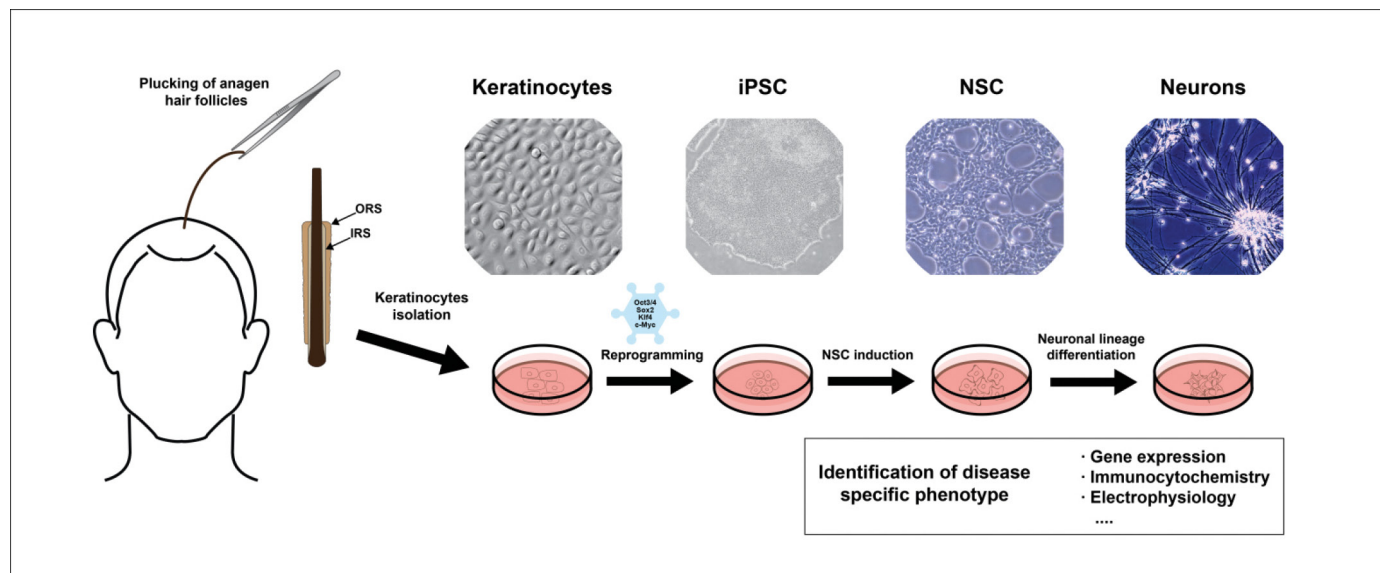 Plucking of anagen
hair follicles
ORS
IRS
Keratinocytes
isolation
Keratinocytes
iPSC
NSC
Neurons
Oct3/4
Sox2
Klf4
c-Myc
Reprogramming
NSC induction
Neuronal lineage
differentiation
Identification of disease
specific phenotype
· Gene expression
· Immunocytochemistry
· Electrophysiology
....